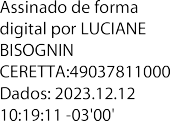 Assinado de forma
digital por LUCIANE
BISOGNIN
CERETTA:49037811000
Dados: 2023.12.12
10:19:11 -03'00'